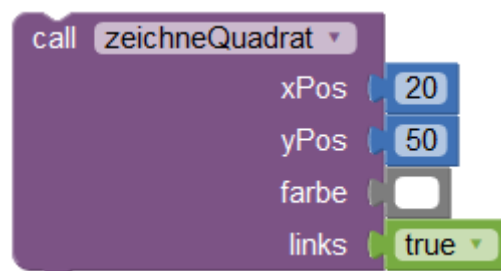 call zeichneQuadrat
xPos 20
yPos 50
farbe
links true